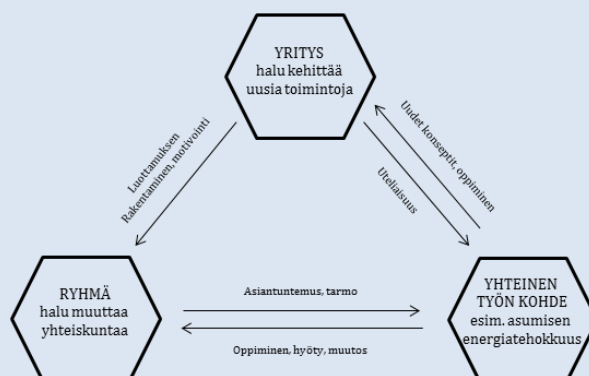 YRITYS
halu kehittää
uusia toimintoja
Luottamuksen
Rakentaminen, motivointi
Uudet konseptit, oppiminen
Uteliaisuus
RYHMÄ
halu muuttaa
yhteiskuntaa
Asiantuntemus, tarmo
Oppiminen, hyöty, muutos
YHTEINEN
TYÖN KOHDE
esim. asumisen
energiatehokkuus